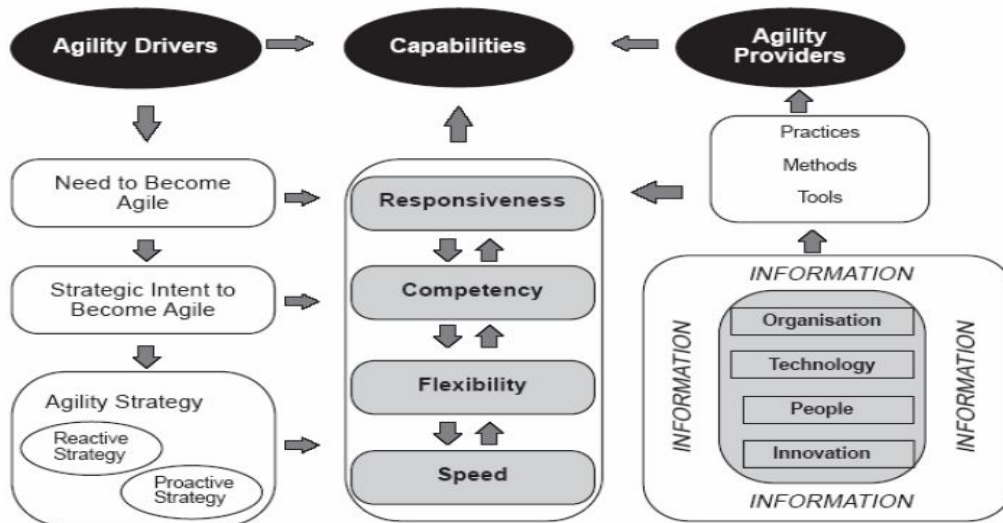 Agility Drivers
Capabilities
Agility
Providers
Need to Become
Agile
Strategic Intent to
Become Agile
Agility Strategy
Reactive
Strategy
Proactive
Strategy
Responsiveness
Competency
Flexibility
Speed
Practices
Methods
Tools
INFORMATION
INFORMATION
Organisation
Technology
People
Innovation
INFORMATION
INFORMATION